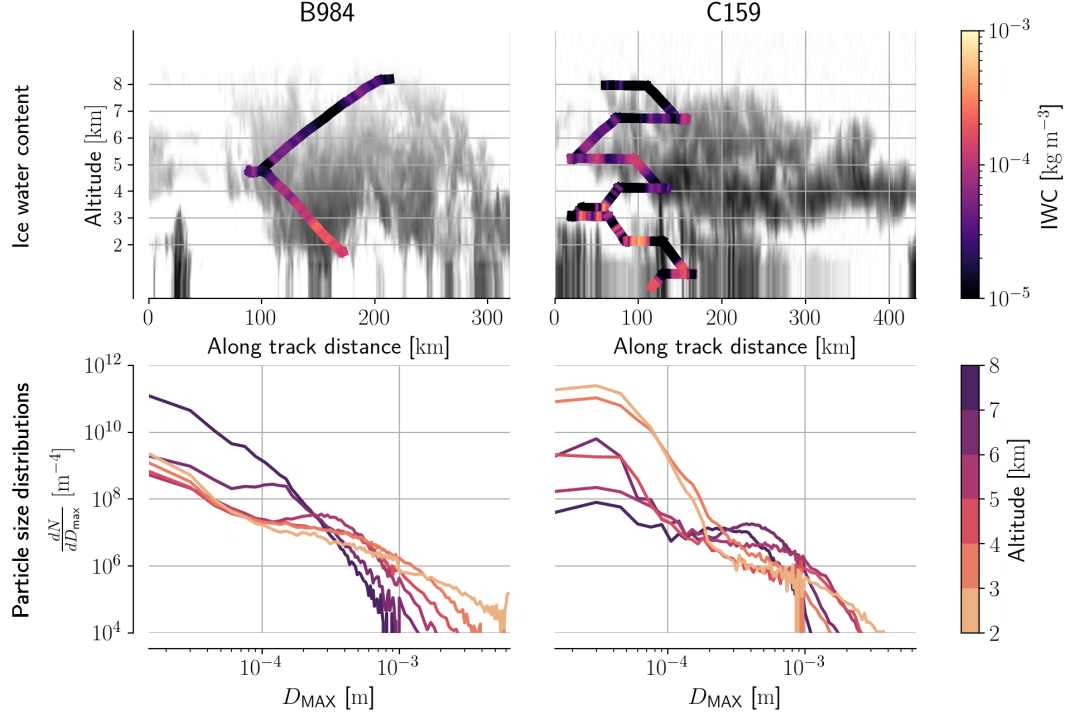 B984
C159
Ice water content
Altitude [km]
8
7
6
5
4
3
2
0
100
200
300
Along track distance [km]
0
100
200
300
400
Along track distance [km]
10⁻³
10⁻⁴
10⁻⁵
IWC [kg m⁻³]
Particle size distributions
dN/dD_max [m⁻⁴]
10¹²
10¹⁰
10⁸
10⁶
10⁴
10⁻⁴
10⁻³
D_MAX [m]
10⁻⁴
10⁻³
D_MAX [m]
8
7
6
5
4
3
2
Altitude [km]